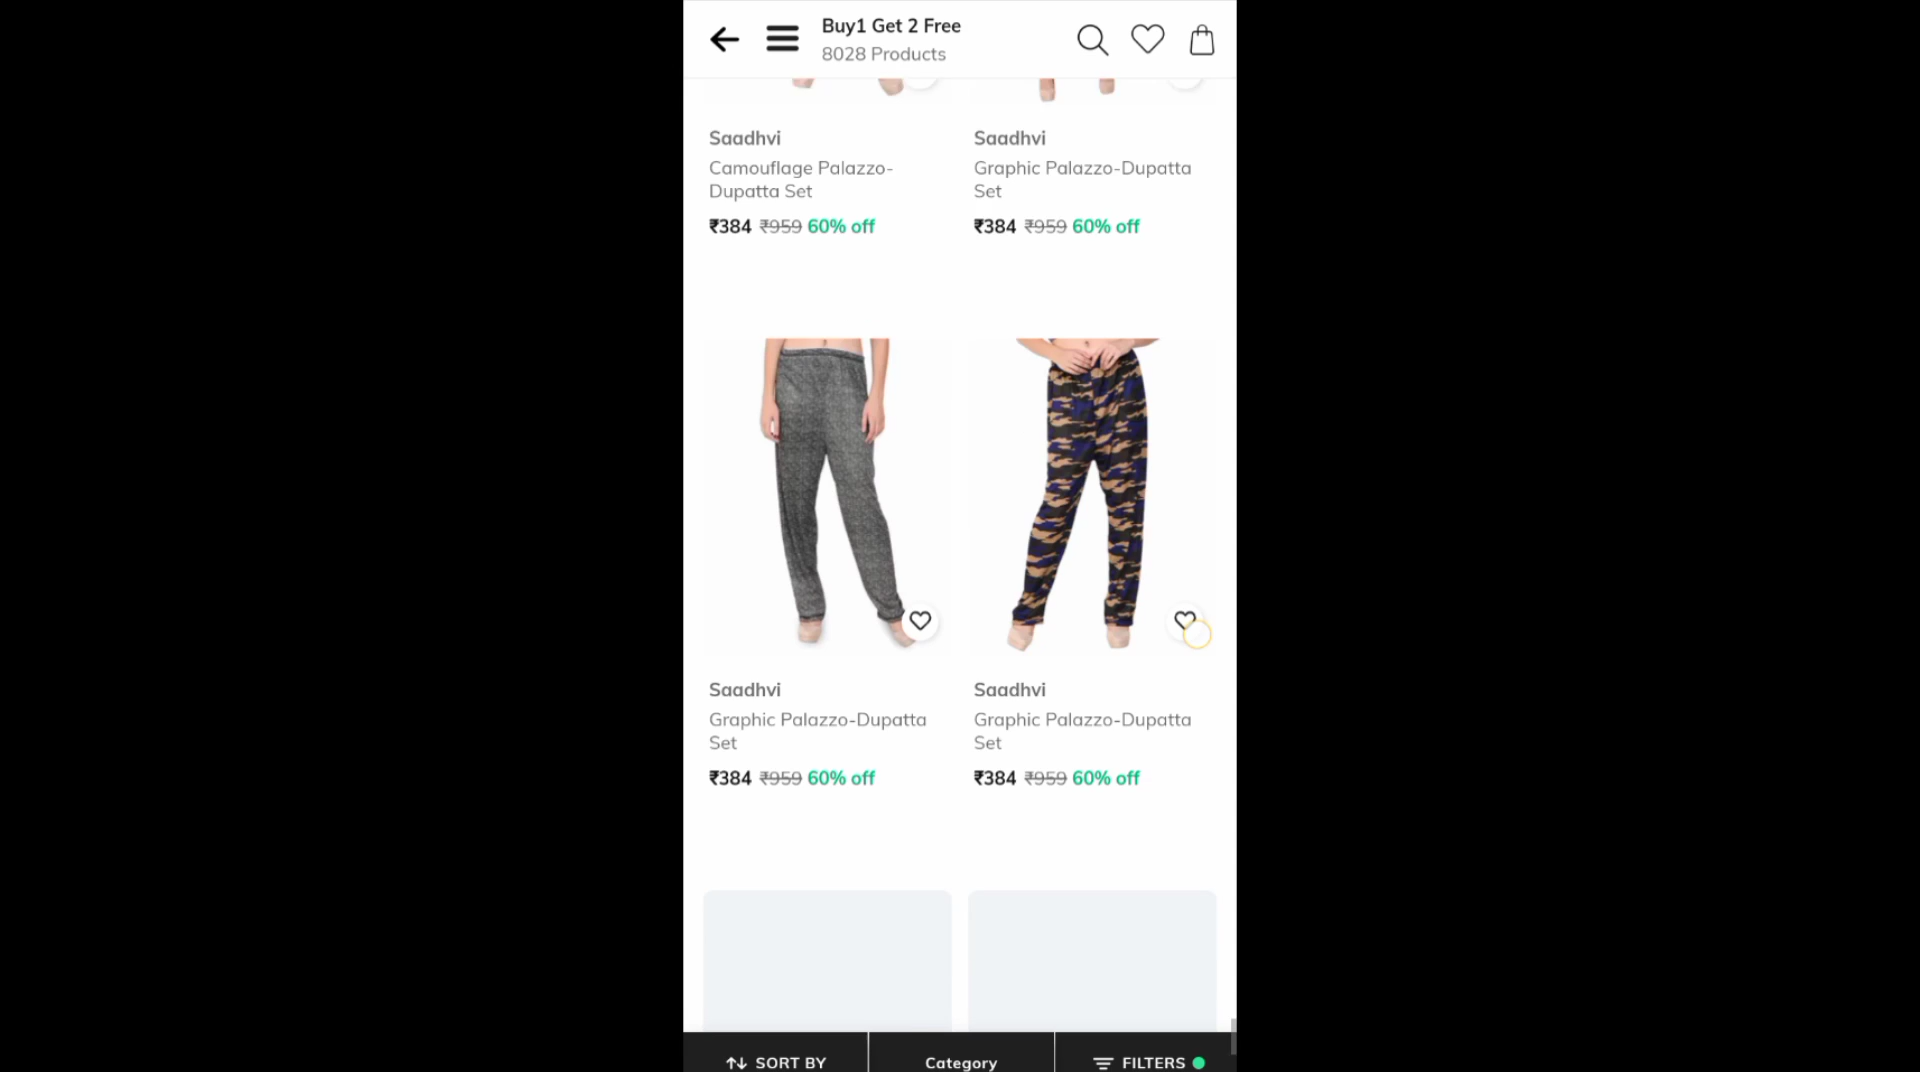 Buy1 Get 2 Free
8028 Products
Saadhvi
Camouflage Palazzo-
Dupatta Set
₹384 ₹959 60% off
Saadhvi
Graphic Palazzo-Dupatta
Set
₹384 ₹959 60% off
Saadhvi
Graphic Palazzo-Dupatta
Set
₹384 ₹959 60% off
Saadhvi
Graphic Palazzo-Dupatta
Set
₹384 ₹959 60% off
SORT BY
Category
FILTERS